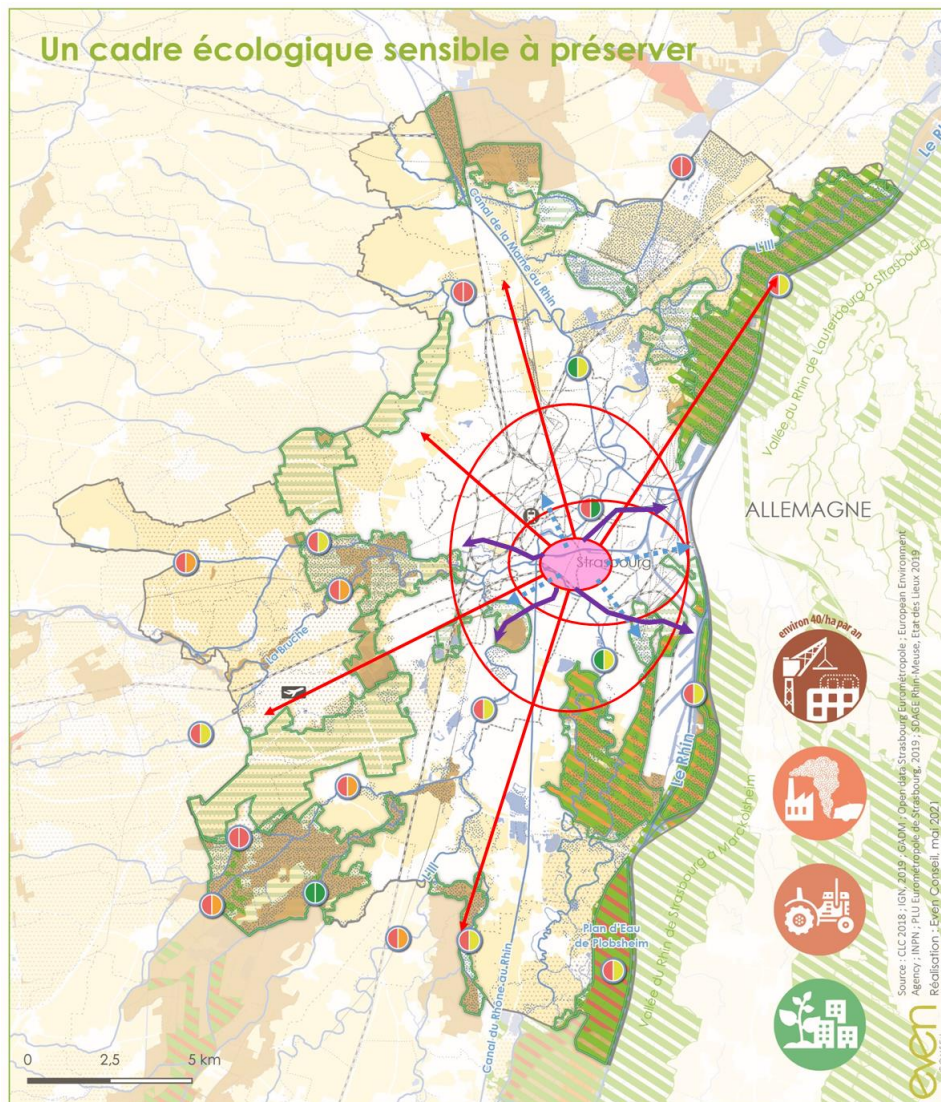 Un cadre écologique sensible à préserver
Le R
Canal de la Marne au Rhin
L'Ill
Vallée du Rhin de Lauterbourg à Strasbourg
ALLEMAGNE
Strasbourg
La Bruche
environ 40/ha par an
Le Rhin
L'Ill
Plan d'Eau
de Plobsheim
Vallée du Rhin de Strasbourg à Marckolsheim
Canal du Rhône au Rhin
0 2,5 5 km
Source : CLC 2018 ; IGN, 2019 ; GAOM ; Open data Strasbourg Eurométropole ; European Environment
Agency ; INPN ; PLU Eurométropole de Strasbourg, 2019 ; SDAGE Rhin-Meuse, Etat des Lieux 2019
Réalisation : Even Conseil, mai 2021
even